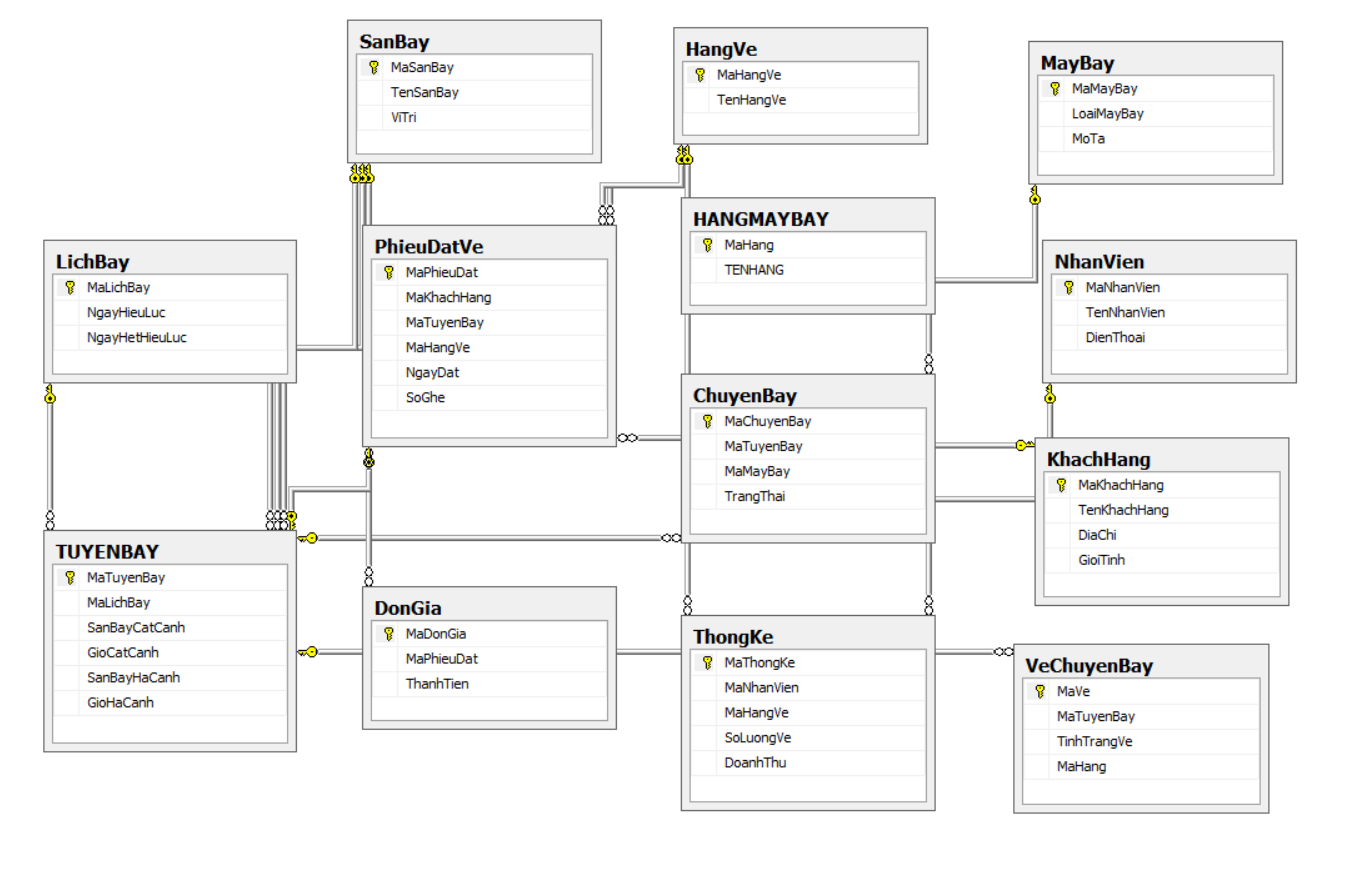 SanBay
MaSanBay
TenSanBay
ViTri
HangVe
MaHangVe
TenHangVe
MayBay
MaMayBay
LoaiMayBay
MoTa
LichBay
MaLichBay
NgayHieuLuc
NgayHetHieuLuc
PhieuDatVe
MaPhieuDat
MaKhachHang
MaTuyenBay
MaHangVe
NgayDat
SoGhe
HANGMAYBAY
MaHang
TENHANG
NhanVien
MaNhanVien
TenNhanVien
DienThoai
ChuyenBay
MaChuyenBay
MaTuyenBay
MaMayBay
TrangThai
KhachHang
MaKhachHang
TenKhachHang
DiaChi
GioiTinh
TUYENBAY
MaTuyenBay
MaLichBay
SanBayCatCanh
GioCatCanh
SanBayHaCanh
GioHaCanh
DonGia
MaDonGia
MaPhieuDat
ThanhTien
ThongKe
MaThongKe
MaNhanVien
MaHangVe
SoLuongVe
DoanhThu
VeChuyenBay
MaVe
MaTuyenBay
TinhTrangVe
MaHang